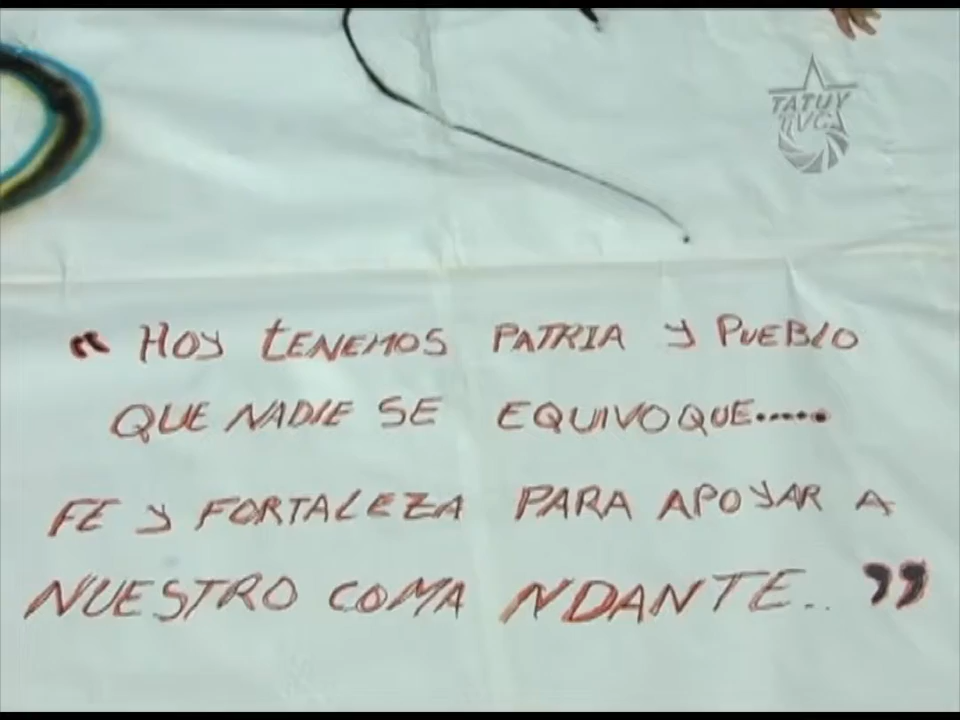 TATUY
TVC
“ HOY TENEMOS PATRIA Y PUEBLO
QUE NADIE SE EQUIVOQUE.....
FE Y FORTALEZA PARA APOYAR A
NUESTRO COMA NDANTE.. ”